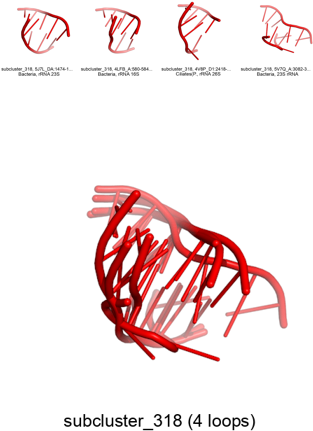 subcluster_318, 5J7L_DA:1474-1...
Bacteria, rRNA 23S
subcluster_318, 4LFB_A:580-584...
Bacteria, rRNA 16S
subcluster_318, 4V8P_D1:2418-...
Ciliates(P., rRNA 26S
subcluster_318, 5V7Q_A:3082-3...
Bacteria, 23S rRNA
subcluster_318 (4 loops)